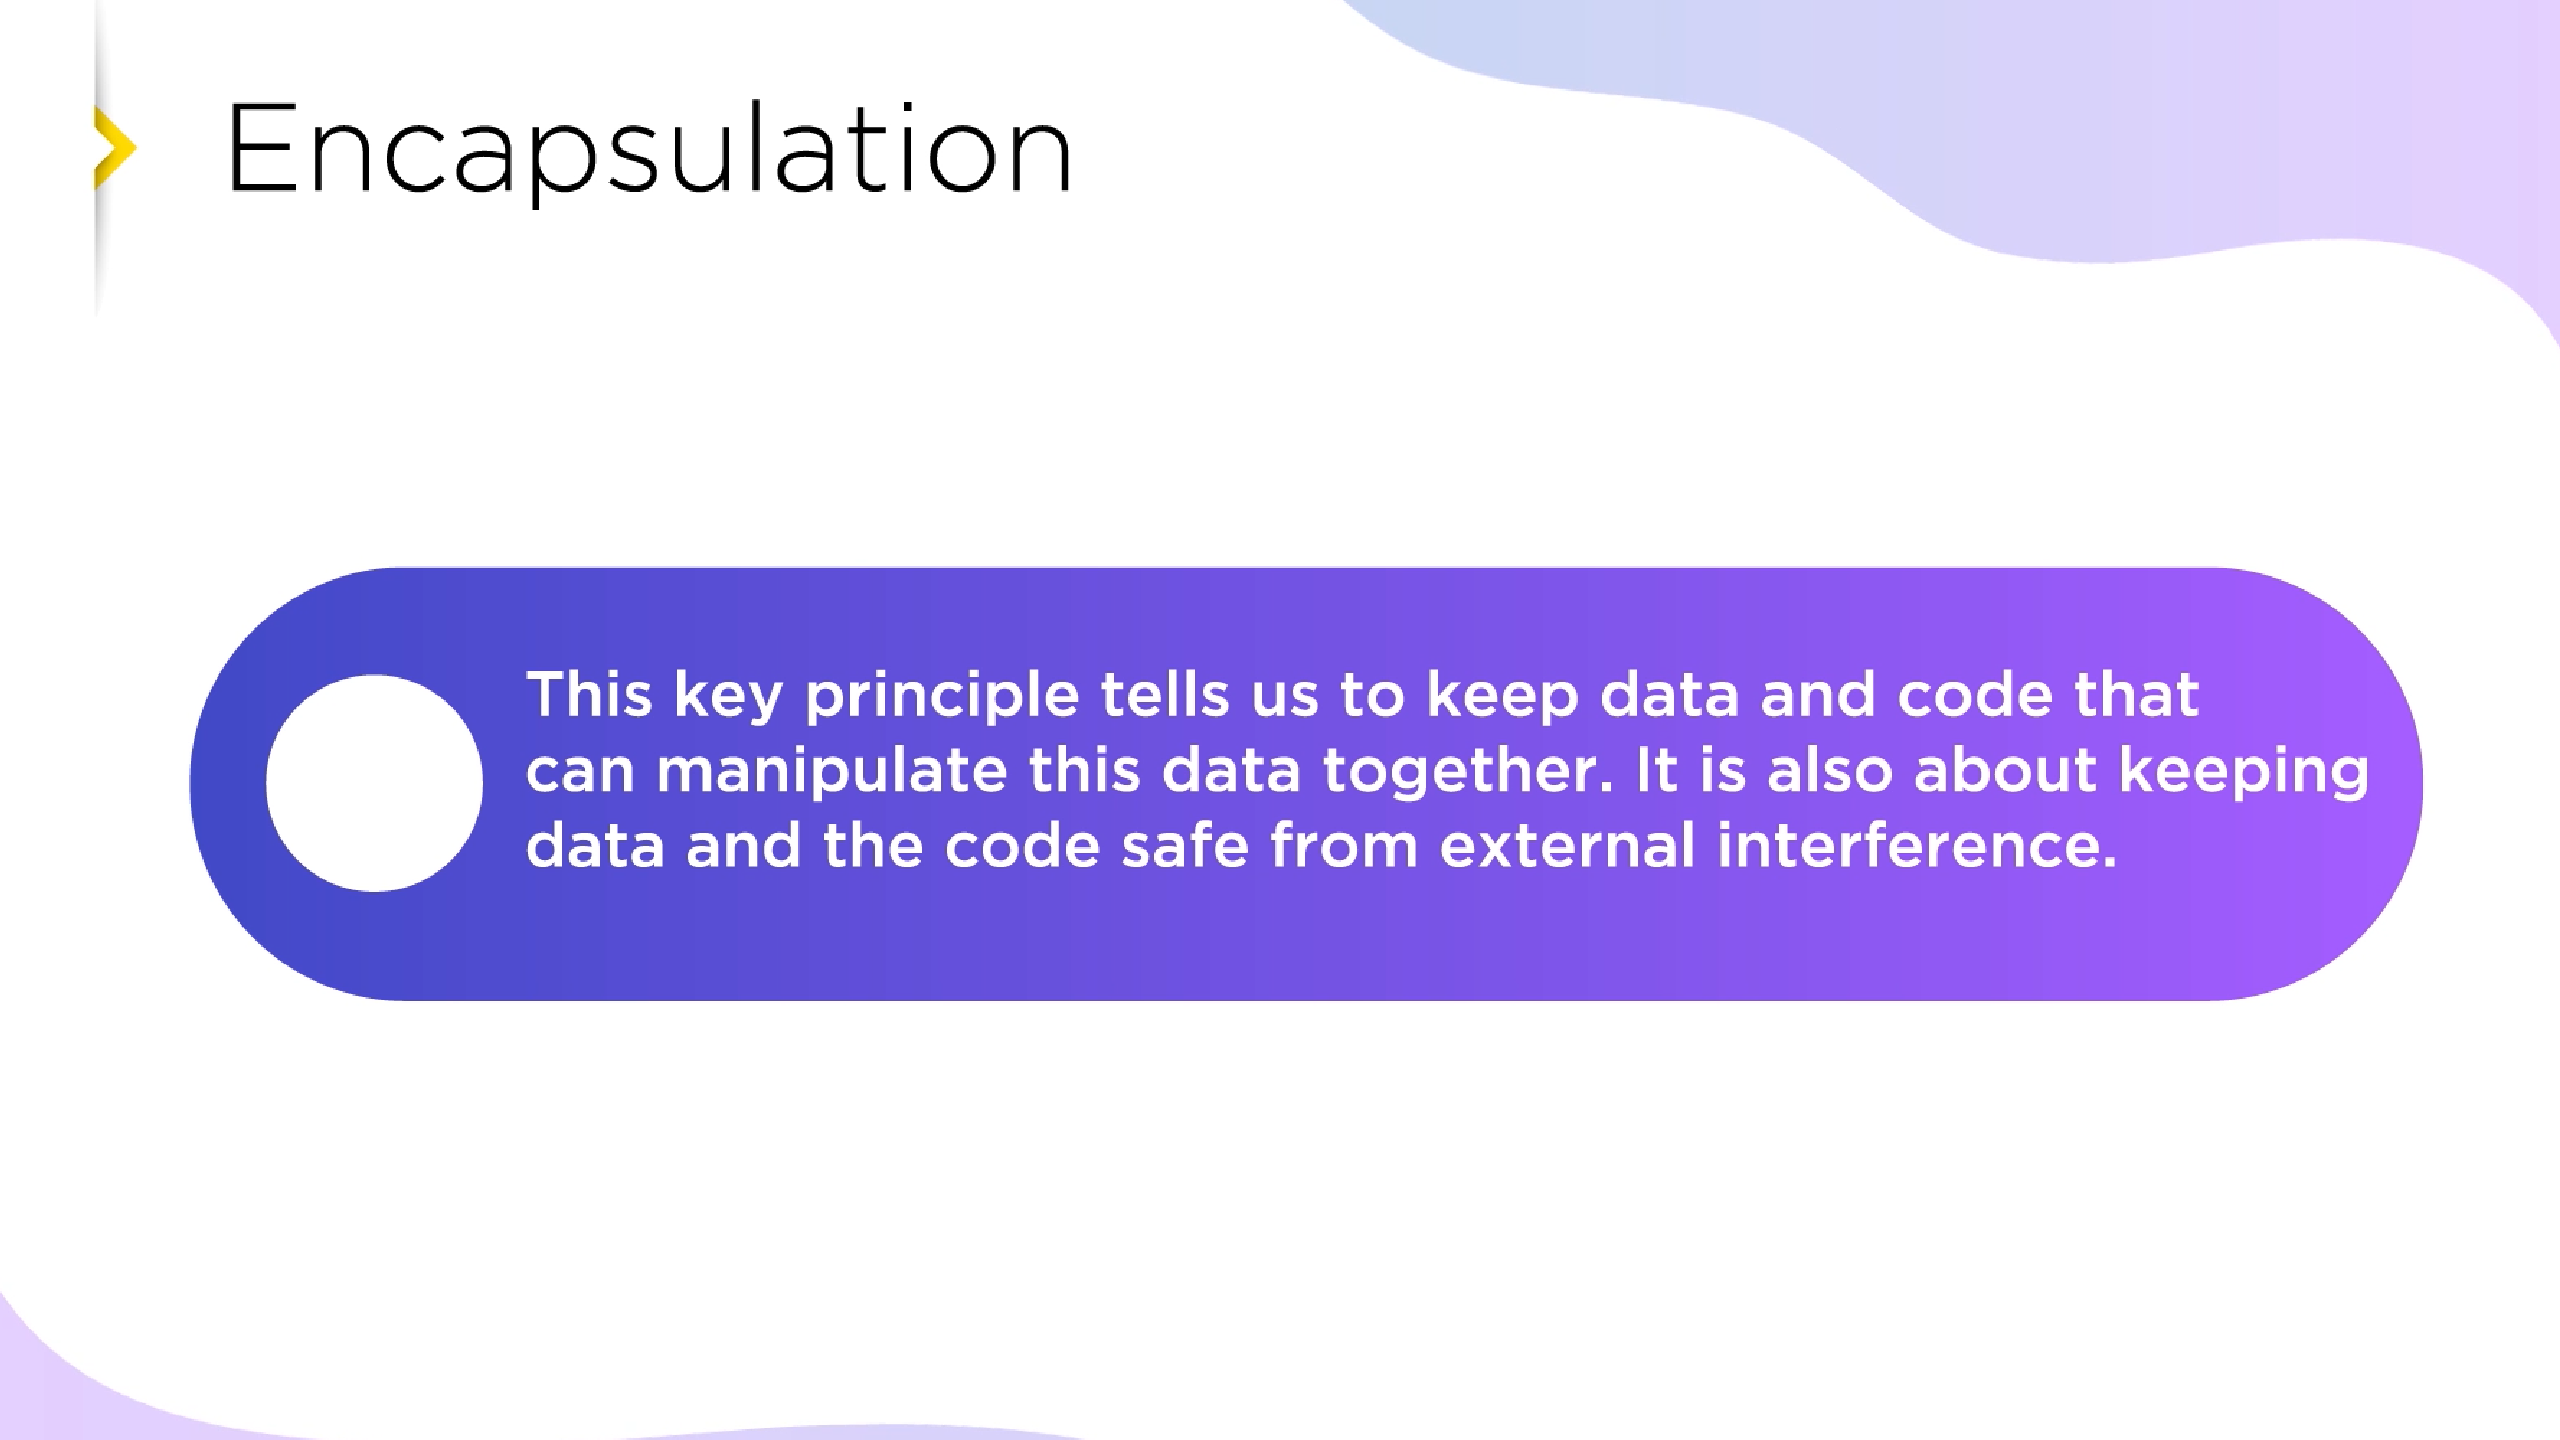 Encapsulation
This key principle tells us to keep data and code that
can manipulate this data together. It is also about keeping
data and the code safe from external interference.